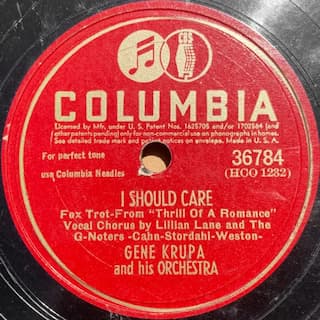 COLUMBIA
Licensed by Mfr. under U. S. Patent Nos. 1625705 and/or 1702564 (and
other patents pending) only for non-commercial use on phonographs in homes.
See detailed trade mark and patent notices on envelope. Made in U. S. A.
For perfect tone
use Columbia Needles
36784
(HCO 1282)
I SHOULD CARE
Fox Trot-From "Thrill Of A Romance"
Vocal Chorus by Lillian Lane and The
G-Noters -Cahn-Stordahl-Weston-
GENE KRUPA
and his ORCHESTRA